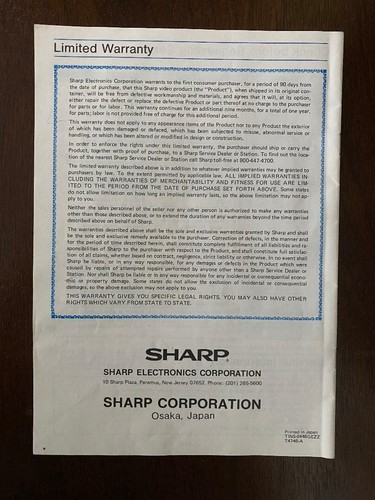 Limited Warranty
Sharp Electronics Corporation warrants to the first consumer purchaser, for a period of 90 days from
the date of purchase, that this Sharp video product (the "Product"), when shipped in its original con-
tainer, will be free from defective workmanship and materials, and agrees that it will, at its option,
either repair the defect or replace the defective Product or part thereof at no charge to the purchaser
for parts or for labor. This warranty continues for an additional nine months, for a total of one year,
for parts; labor is not provided free of charge for this additional period.
This warranty does not apply to any appearance items of the Product nor to any Product the exterior
of which has been damaged or defaced, which has been subjected to misuse, abnormal service or
handling, or which has been altered or modified in design or construction.
In order to enforce the rights under this limited warranty, the purchaser should ship or carry the
Product, together with proof of purchase, to a Sharp Service Dealer or Station. To find out the loca-
tion of the nearest Sharp Service Dealer or Station call Sharp toll-free at 800-447-4700.
The limited warranty described above is in addition to whatever implied warranties may be granted to
purchasers by law. To the extent permitted by applicable law, ALL IMPLIED WARRANTIES IN-
CLUDING THE WARRANTIES OF MERCHANTABILITY AND FITNESS FOR USE ARE LIM-
ITED TO THE PERIOD FROM THE DATE OF PURCHASE SET FORTH ABOVE. Some states
do not allow limitation on how long an implied warranty lasts, so the above limitation may not ap-
ply to you.
Neither the sales personnel of the seller nor any other person is authorized to make any warranties
other than those described above, or to extend the duration of any warranties beyond the time period
described above on behalf of Sharp.
The warranties described above shall be the sole and exclusive warranties granted by Sharp and shall
be the sole and exclusive remedy available to the purchaser. Correction of defects, in the manner and
for the period of time described herein, shall constitute complete fulfillment of all liabilities and re-
sponsibilities of Sharp to the purchaser with respect to the Product, and shall constitute full satisfac-
tion of all claims, whether based on contract, negligence, strict liability or otherwise. In no event shall
Sharp be liable, or in any way responsible, for any damages or defects in the Product which were
caused by repairs or attempted repairs performed by anyone other than a Sharp Service Dealer or
Station. Nor shall Sharp be liable or in any way responsible for any incidental or consequential econo-
mic or property damage. Some states do not allow the exclusion of incidental or consequential
damages, so the above exclusion may not apply to you.
THIS WARRANTY GIVES YOU SPECIFIC LEGAL RIGHTS. YOU MAY ALSO HAVE OTHER
RIGHTS WHICH VARY FROM STATE TO STATE.
SHARP
SHARP ELECTRONICS CORPORATION
10 Sharp Plaza, Paramus, New Jersey 07652. Phone: (201) 265-5600
SHARP CORPORATION
Osaka, Japan
Printed in Japan
T4740-A